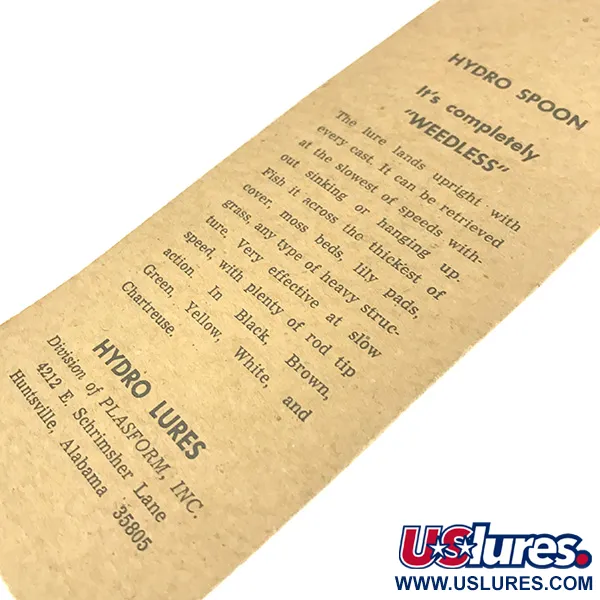 HYDRO SPOON
It's completely
"WEEDLESS"
The lure lands upright with
every cast. It can be retrieved
at the slowest of speeds with-
out sinking or hanging up.
Fish it across the thickest of
cover, moss beds, lily pads,
grass, any type of heavy struc-
ture. Very effective at slow
speed, with plenty of rod tip
action. In Black, Brown,
Green, Yellow, White, and
Chartreuse.
HYDRO LURES
Division of PLASFORM, INC.
4212 E. Schrimsher Lane
Huntsville, Alabama 35805
USlures.
WWW.USLURES.COM